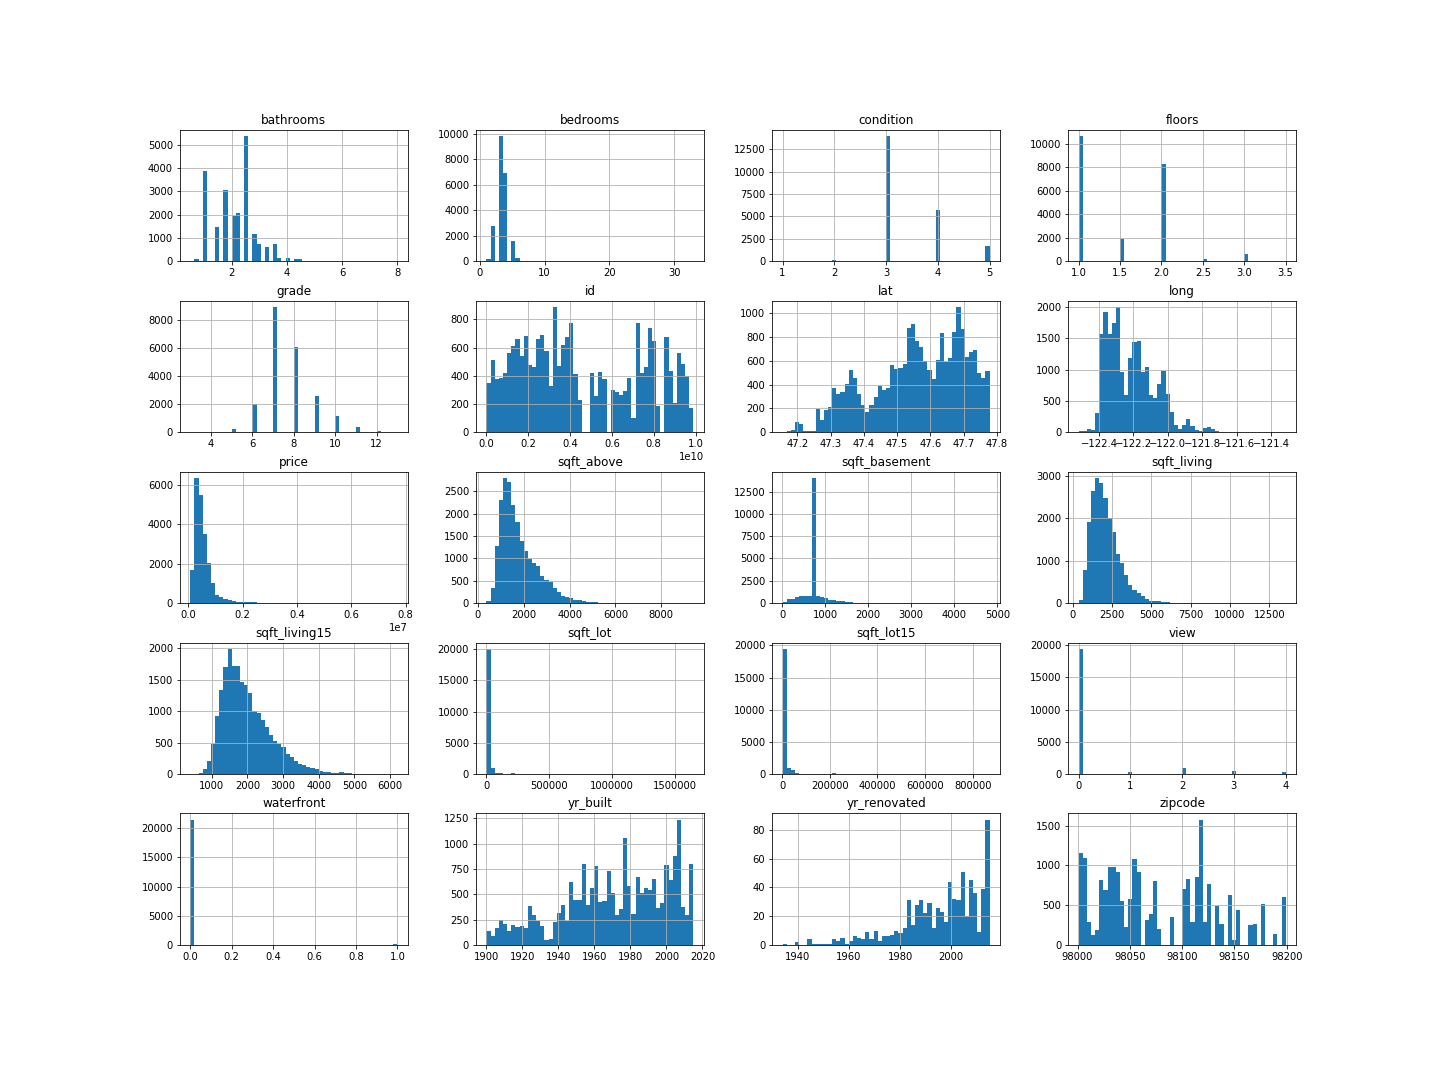 bathrooms bedrooms condition floors
5000 10000 12500 10000
4000 8000 10000 8000
3000 6000 7500 6000
2000 4000 5000 4000
1000 2000 2500 2000
0 0 0 0
2 4 6 8 0 10 20 30 1 2 3 4 5 1.0 1.5 2.0 2.5 3.0 3.5
grade id lat long
8000 800 1000 2000
6000 600 800 1500
4000 400 600 1000
2000 200 400 500
0 0 200 0
0
4 6 8 10 12 0.0 0.2 0.4 0.6 0.8 1.0 47.2 47.3 47.4 47.5 47.6 47.7 47.8 −122.4 −122.2 −122.0 −121.8 −121.6 −121.4
1e10
price sqft_above sqft_basement sqft_living
6000 2500 12500 3000
4000 2000 10000 2000
2000 1500 7500 1000
0 1000 5000 0
500 2500
0 0
0.0 0.2 0.4 0.6 0.8 2000 4000 6000 8000 0 1000 2000 3000 4000 5000 0 2500 5000 7500 10000 12500
1e7
sqft_living15 sqft_lot sqft_lot15 view
2000 20000 20000 20000
1500 15000 15000 15000
1000 10000 10000 10000
500 5000 5000 5000
0 0 0 0
1000 2000 3000 4000 5000 6000 0 500000 1000000 1500000 0 200000 400000 600000 800000 0 1 2 3 4
waterfront yr_built yr_renovated zipcode
20000 1250 80 1500
15000 1000 60 1000
10000 750 40 500
5000 500 20 0
0 250 0
0
0.0 0.2 0.4 0.6 0.8 1.0 1900 1920 1940 1960 1980 2000 2020 1940 1960 1980 2000 98000 98050 98100 98150 98200